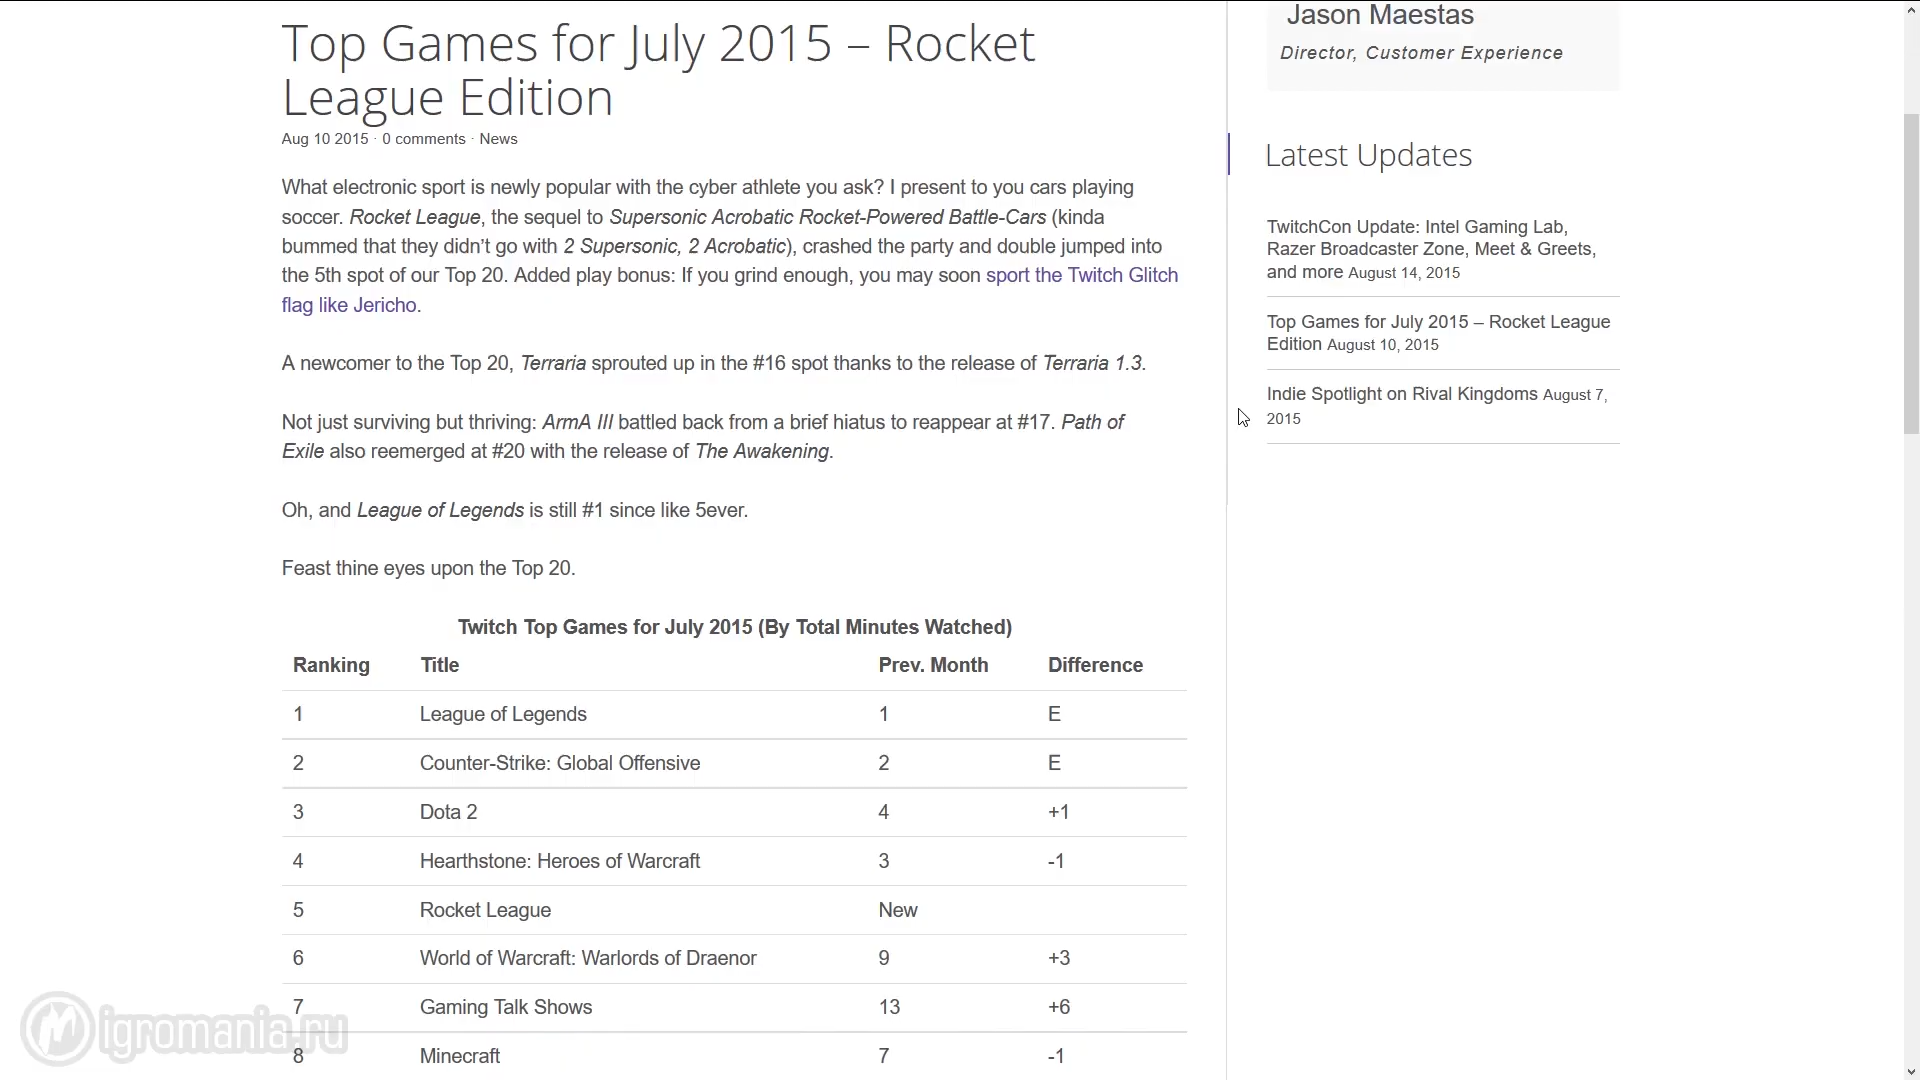 Top Games for July 2015 – Rocket
League Edition
Aug 10 2015 · 0 comments · News
What electronic sport is newly popular with the cyber athlete you ask? I present to you cars playing
soccer. Rocket League, the sequel to Supersonic Acrobatic Rocket-Powered Battle-Cars (kinda
bummed that they didn’t go with 2 Supersonic, 2 Acrobatic), crashed the party and double jumped into
the 5th spot of our Top 20. Added play bonus: If you grind enough, you may soon sport the Twitch Glitch
flag like Jericho.
A newcomer to the Top 20, Terraria sprouted up in the #16 spot thanks to the release of Terraria 1.3.
Not just surviving but thriving: ArmA III battled back from a brief hiatus to reappear at #17. Path of
Exile also reemerged at #20 with the release of The Awakening.
Oh, and League of Legends is still #1 since like 5ever.
Feast thine eyes upon the Top 20.
Twitch Top Games for July 2015 (By Total Minutes Watched)
Ranking Title Prev. Month Difference
1 League of Legends 1 E
2 Counter-Strike: Global Offensive 2 E
3 Dota 2 4 +1
4 Hearthstone: Heroes of Warcraft 3 -1
5 Rocket League New
6 World of Warcraft: Warlords of Draenor 9 +3
7 Gaming Talk Shows 13 +6
8 Minecraft 7 -1
Jason Maestas
Director, Customer Experience
Latest Updates
TwitchCon Update: Intel Gaming Lab,
Razer Broadcaster Zone, Meet & Greets,
and more August 14, 2015
Top Games for July 2015 – Rocket League
Edition August 10, 2015
Indie Spotlight on Rival Kingdoms August 7,
2015
igromania.ru